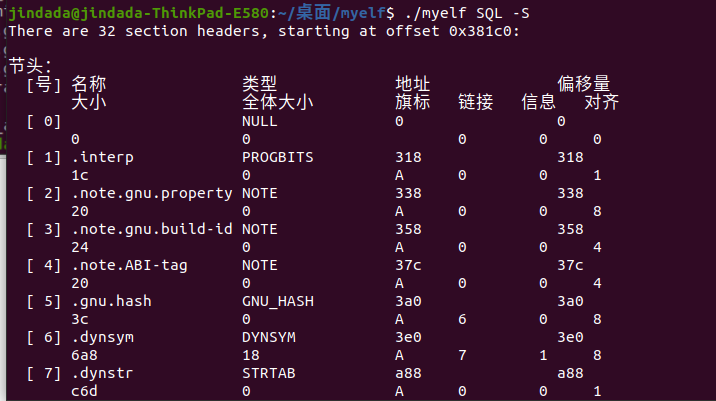 jindada@jindada-ThinkPad-E580:~/桌面/myelf$ ./myelf SQL -S
There are 32 section headers, starting at offset 0x381c0:
节头：
[号] 名称 类型 地址 偏移量
大小 全体大小 旗标 链接 信息 对齐
[ 0] NULL 0 0
0 0 0 0 0
[ 1] .interp PROGBITS 318 318
1c 0 A 0 0 1
[ 2] .note.gnu.property NOTE 338 338
20 0 A 0 0 8
[ 3] .note.gnu.build-id NOTE 358 358
24 0 A 0 0 4
[ 4] .note.ABI-tag NOTE 37c 37c
20 0 A 0 0 4
[ 5] .gnu.hash GNU_HASH 3a0 3a0
3c 0 A 6 0 8
[ 6] .dynsym DYNSYM 3e0 3e0
6a8 18 A 7 1 8
[ 7] .dynstr STRTAB a88 a88
c6d 0 A 0 0 1